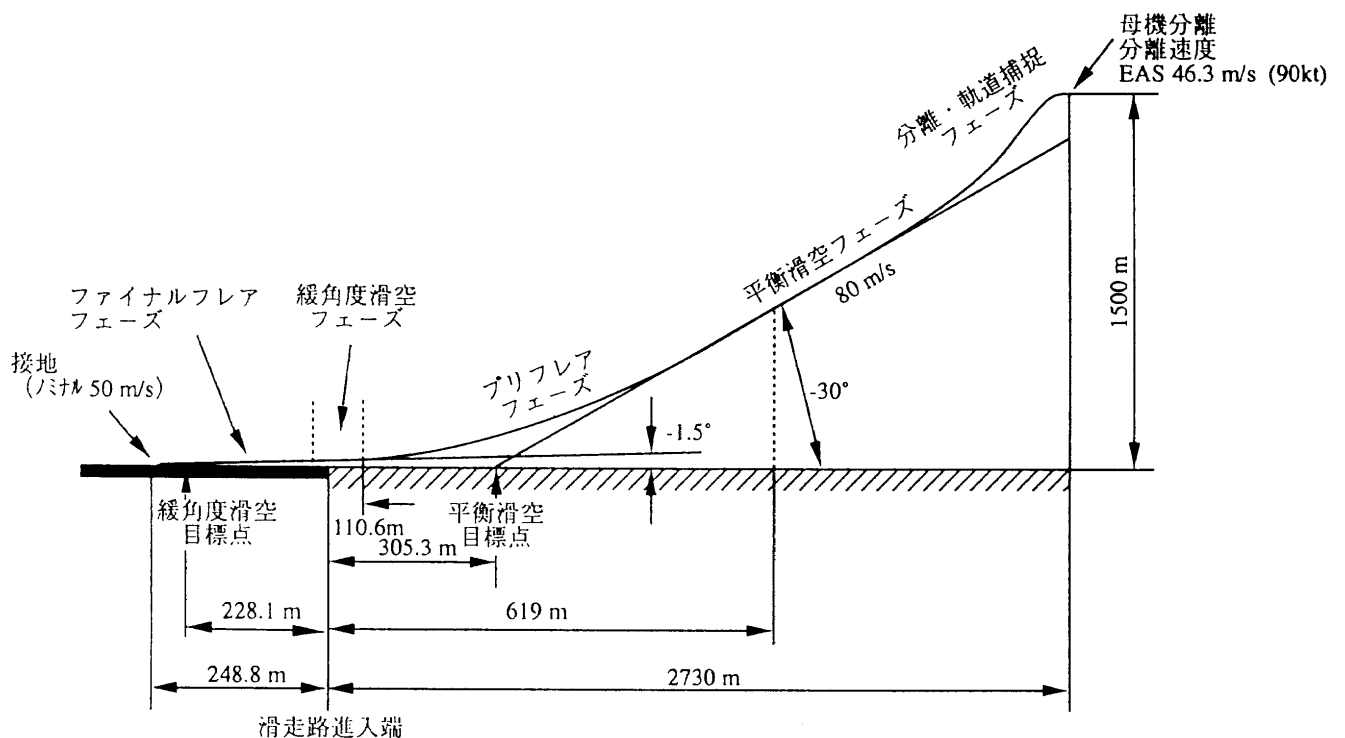 母機分離
分離速度
EAS 46.3 m/s (90kt)
分離・軌道捕捉
フェーズ
平衡滑空フェーズ
80 m/s
1500 m
ファイナルフレア
フェーズ
緩角度滑空
フェーズ
接地
(ノミナル 50 m/s)
プリフレア
フェーズ
-30°
-1.5°
緩角度滑空
目標点
110.6m
平衡滑空
目標点
305.3 m
228.1 m
619 m
248.8 m
2730 m
滑走路進入端